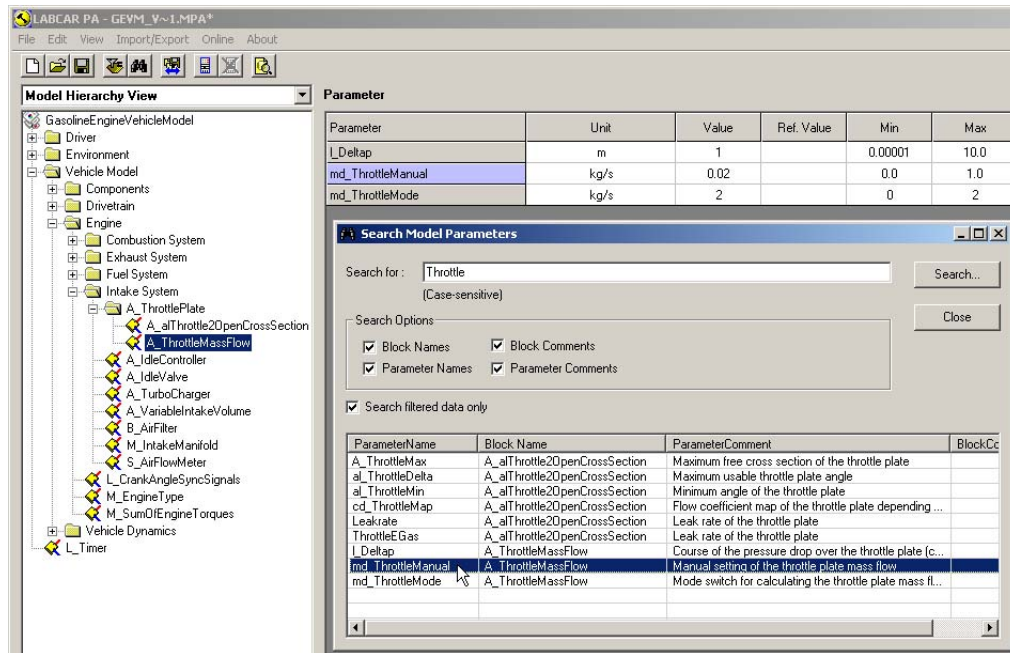 LABCAR PA - GEVM_V~1.MPA*
File Edit View Import/Export Online About
Model Hierarchy View
GasolineEngineVehicleModel
Driver
Environment
Vehicle Model
Components
Drivetrain
Engine
Combustion System
Exhaust System
Fuel System
Intake System
A_ThrottlePlate
A_alThrottle2OpenCrossSection
A_ThrottleMassFlow
A_IdleController
A_IdleValve
A_TurboCharger
A_VariableIntakeVolume
B_AirFilter
M_IntakeManifold
S_AirFlowMeter
L_CrankAngleSyncSignals
M_EngineType
M_SumOfEngineTorques
Vehicle Dynamics
L_Timer
Parameter
Parameter Unit Value Ref. Value Min Max
l_Deltap m 1 0.00001 10.0
md_ThrottleManual kg/s 0.02 0.0 1.0
md_ThrottleMode kg/s 2 0 2
Search Model Parameters
Search for : Throttle Search...
(Case-sensitive)
Close
Search Options
Block Names Block Comments
Parameter Names Parameter Comments
Search filtered data only
ParameterName Block Name ParameterComment BlockCc
A_ThrottleMax A_alThrottle2OpenCrossSection Maximum free cross section of the throttle plate
al_ThrottleDelta A_alThrottle2OpenCrossSection Maximum usable throttle plate angle
al_ThrottleMin A_alThrottle2OpenCrossSection Minimum angle of the throttle plate
cd_ThrottleMap A_alThrottle2OpenCrossSection Flow coefficient map of the throttle plate depending ...
Leakrate A_alThrottle2OpenCrossSection Leak rate of the throttle plate
ThrottleEGas A_alThrottle2OpenCrossSection Leak rate of the throttle plate
l_Deltap A_ThrottleMassFlow Course of the pressure drop over the throttle plate (c...
md_ThrottleManual A_ThrottleMassFlow Manual setting of the throttle plate mass flow
md_ThrottleMode A_ThrottleMassFlow Mode switch for calculating the throttle plate mass fl...